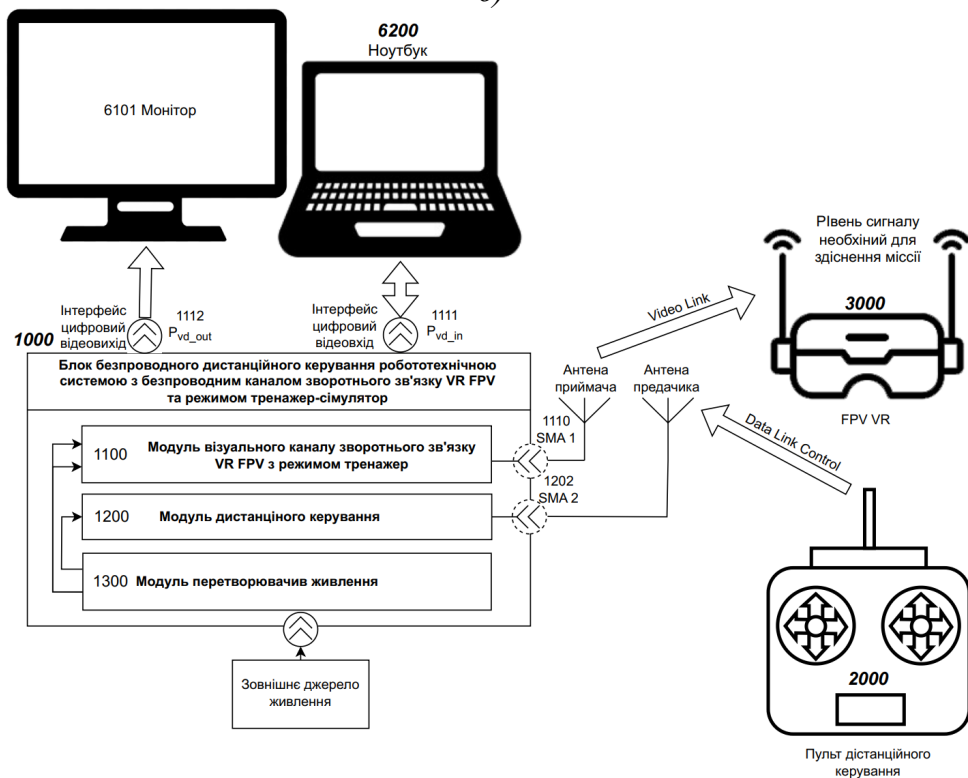 в)
6200
Ноутбук
6101 Монітор
РІвень сигналу
необхіний для
здіснення міссії
3000
FPV VR
Video Link
Data Link Control
Інтерфейс
цифровий
відеовихід
1112
Pvd_out
Інтерфейс
цифровий
відеовхід
1111
Pvd_in
1000
Блок безпроводного дистанційного керування робототехнічною
системою з безпроводним каналом зворотнього зв'язку VR FPV
та режимом тренажер-сімулятор
Антена
приймача
Антена
предачика
1100
Модуль візуального каналу зворотнього зв'язку
VR FPV з режимом тренажер
1110
SMA 1
1200
Модуль дистанціного керування
1202
SMA 2
1300
Модуль перетворювачив живлення
Зовнішнє джерело
живлення
2000
Пульт дістанційного
керування